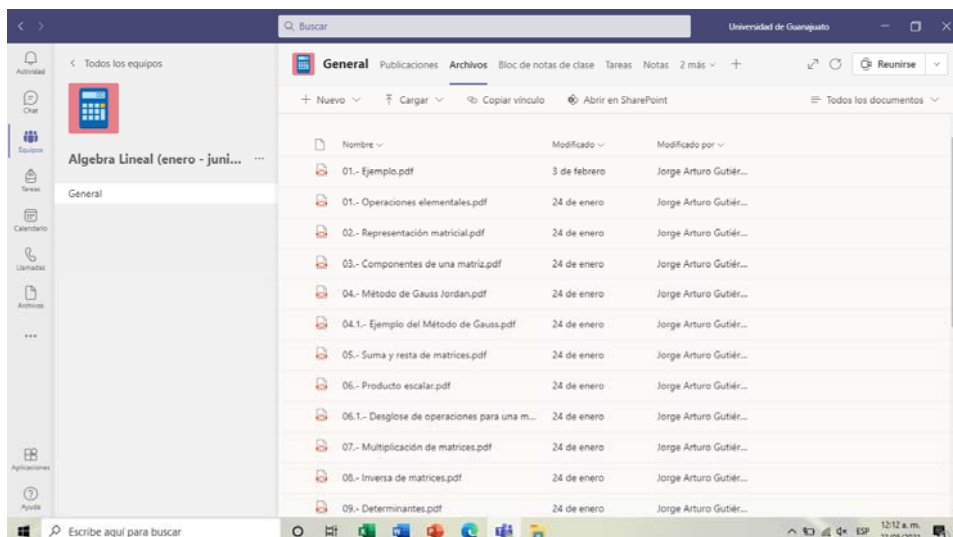 Buscar
Universidad de Guanajuato
Actividad
Chat
Equipos
Tareas
Calendario
Llamadas
Archivos
Aplicaciones
Ayuda
Todos los equipos
Algebra Lineal (enero - juni...
General
General Publicaciones Archivos Bloc de notas de clase Tareas Notas 2 más
Reunirse
Nuevo Cargar Copiar vínculo Abrir en SharePoint Todos los documentos
Nombre Modificado Modificado por
01.- Ejemplo.pdf 3 de febrero Jorge Arturo Gutiér...
01.- Operaciones elementales.pdf 24 de enero Jorge Arturo Gutiér...
02.- Representación matricial.pdf 24 de enero Jorge Arturo Gutiér...
03.- Componentes de una matriz.pdf 24 de enero Jorge Arturo Gutiér...
04.- Método de Gauss Jordan.pdf 24 de enero Jorge Arturo Gutiér...
04.1.- Ejemplo del Método de Gauss.pdf 24 de enero Jorge Arturo Gutiér...
05.- Suma y resta de matrices.pdf 24 de enero Jorge Arturo Gutiér...
06.- Producto escalar.pdf 24 de enero Jorge Arturo Gutiér...
06.1.- Desglose de operaciones para una m... 24 de enero Jorge Arturo Gutiér...
07.- Multiplicación de matrices.pdf 24 de enero Jorge Arturo Gutiér...
08.- Inversa de matrices.pdf 24 de enero Jorge Arturo Gutiér...
09.- Determinantes.pdf 24 de enero Jorge Arturo Gutiér...
Escribe aquí para buscar
ESP
12:12 a. m.